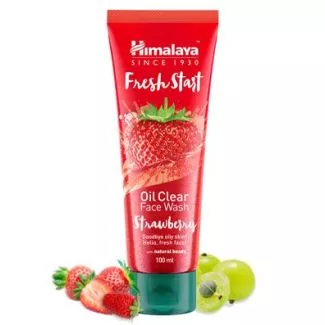 Himalaya
SINCE 1930
Fresh Start
Oil Clear
Face Wash
Strawberry
Goodbye oily skin!
Hello, fresh face!
with natural beads
100 ml